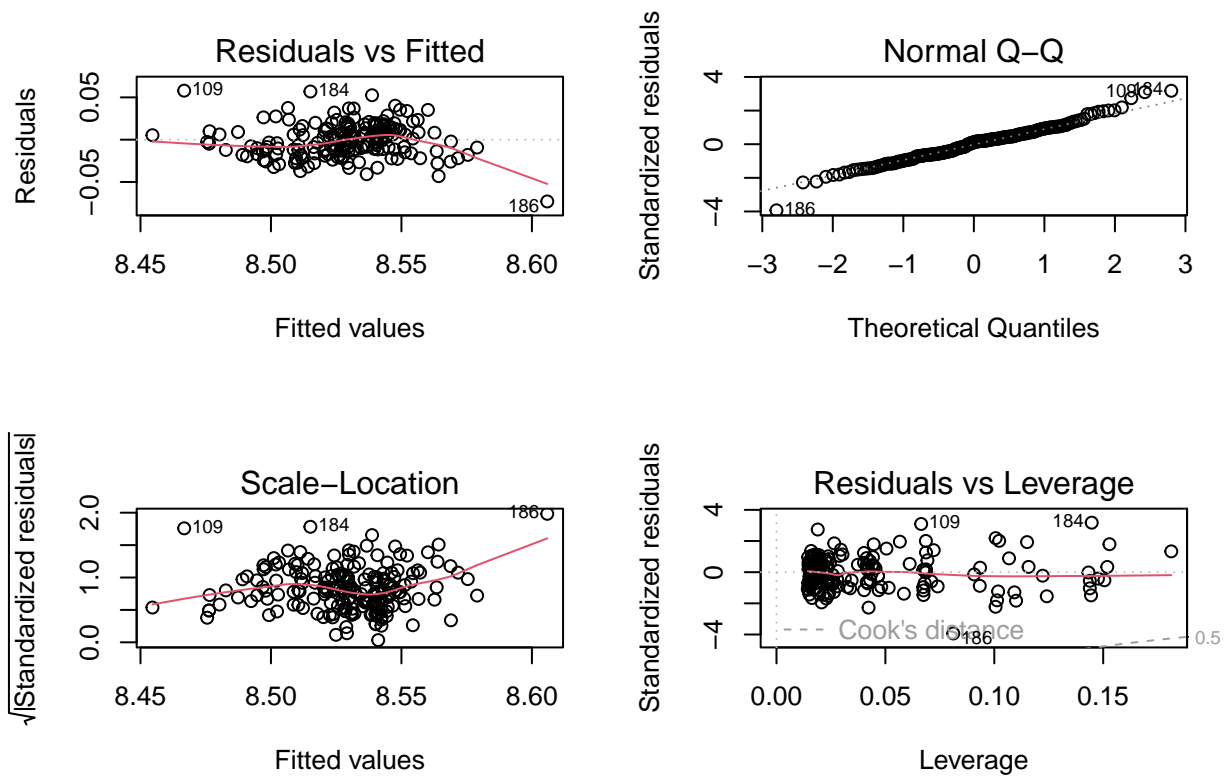 Residuals vs Fitted
Residuals
0.05
−0.05
109
184
186
8.45 8.50 8.55 8.60
Fitted values
Normal Q−Q
Standardized residuals
4
0
−4
109
184
186
−3 −2 −1 0 1 2 3
Theoretical Quantiles
Scale−Location
√|Standardized residuals|
2.0
1.0
0.0
109
184
186
8.45 8.50 8.55 8.60
Fitted values
Residuals vs Leverage
Standardized residuals
4
0
−4
109
184
Cook's distance
186
0.5
0.00 0.05 0.10 0.15
Leverage